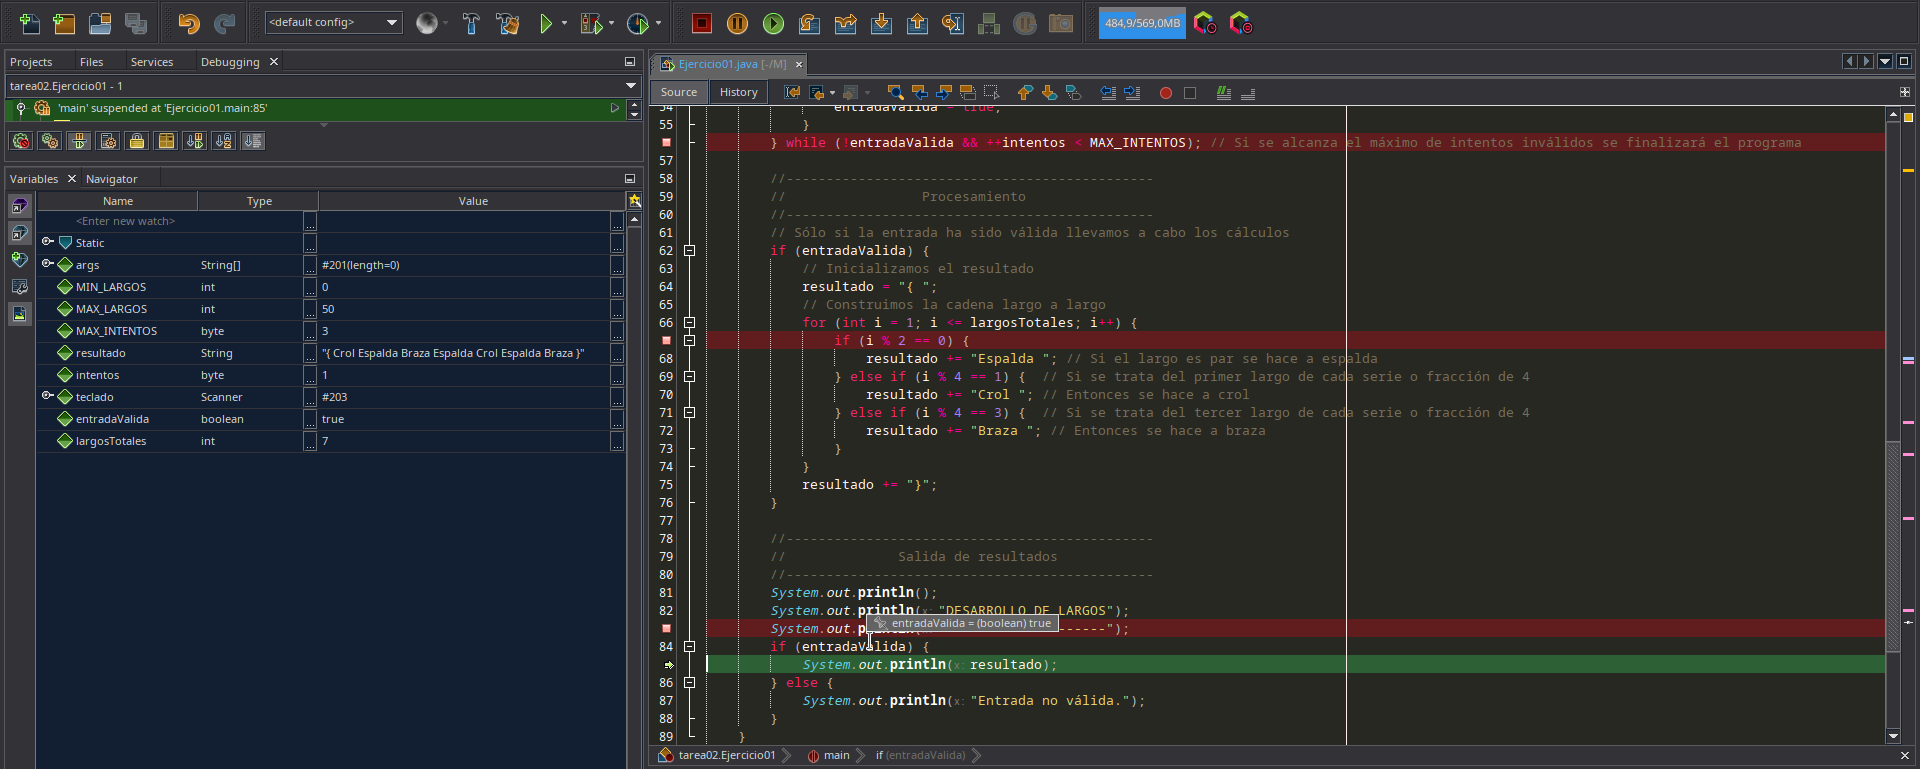 <default config>
484,9/569,0MB
Projects Files Services Debugging
tarea02.Ejercicio01 - 1
'main' suspended at 'Ejercicio01.main:85'
Variables Navigator
Name Type Value
<Enter new watch>
Static
args String[] #201(length=0)
MIN_LARGOS int 0
MAX_LARGOS int 50
MAX_INTENTOS byte 3
resultado String "{ Crol Espalda Braza Espalda Crol Espalda Braza }"
intentos byte 1
teclado Scanner #203
entradaValida boolean true
largosTotales int 7
Ejercicio01.java [-/M]
Source History
54 entradaValida = true;
55 }
} while (!entradaValida && ++intentos < MAX_INTENTOS); // Si se alcanza el máximo de intentos inválidos se finalizará el programa
57
58 //----------------------------------------------
59 // Procesamiento
60 //----------------------------------------------
61 // Sólo si la entrada ha sido válida llevamos a cabo los cálculos
62 if (entradaValida) {
63 // Inicializamos el resultado
64 resultado = "{ ";
65 // Construimos la cadena largo a largo
66 for (int i = 1; i <= largosTotales; i++) {
if (i % 2 == 0) {
68 resultado += "Espalda "; // Si el largo es par se hace a espalda
69 } else if (i % 4 == 1) { // Si se trata del primer largo de cada serie o fracción de 4
70 resultado += "Crol "; // Entonces se hace a crol
71 } else if (i % 4 == 3) { // Si se trata del tercer largo de cada serie o fracción de 4
72 resultado += "Braza "; // Entonces se hace a braza
73 }
74 }
75 resultado += "}";
76 }
77
78 //----------------------------------------------
79 // Salida de resultados
80 //----------------------------------------------
81 System.out.println();
82 System.out.println(x: "DESARROLLO DE LARGOS");
entradaValida = (boolean) true
System.out.println( ------");
84 if (entradaValida) {
System.out.println(x: resultado);
86 } else {
87 System.out.println(x: "Entrada no válida.");
88 }
89 }
tarea02.Ejercicio01 main if (entradaValida)